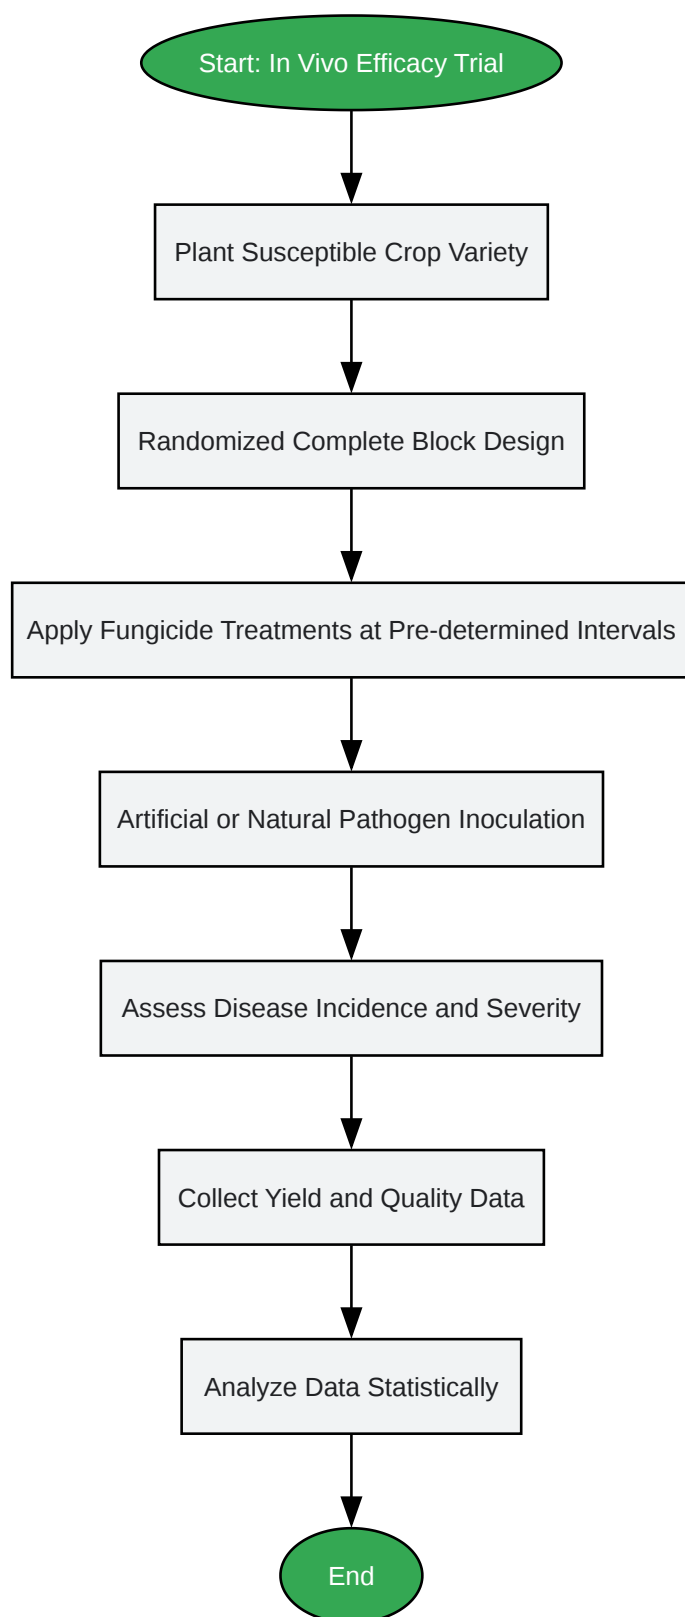 Start: In Vivo Efficacy Trial
Plant Susceptible Crop Variety
Randomized Complete Block Design
Apply Fungicide Treatments at Pre-determined Intervals
Artificial or Natural Pathogen Inoculation
Assess Disease Incidence and Severity
Collect Yield and Quality Data
Analyze Data Statistically
End